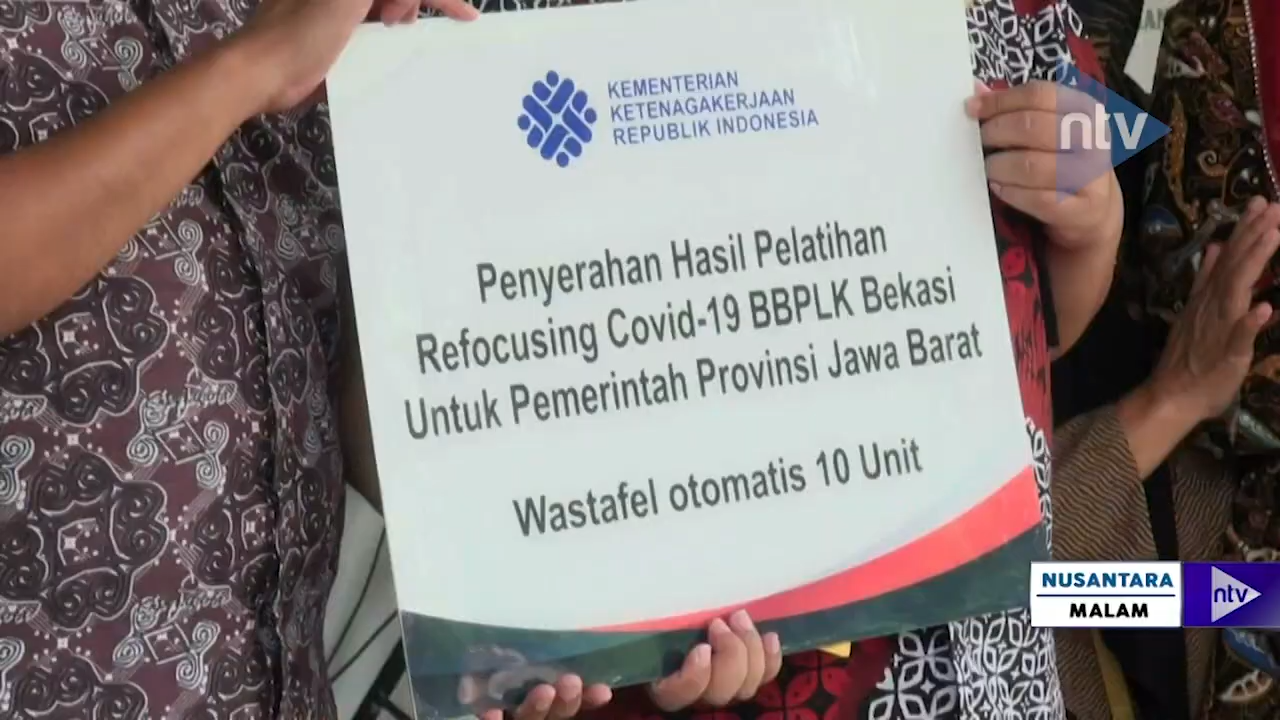 KEMENTERIAN
KETENAGAKERJAAN
REPUBLIK INDONESIA
ntv
Penyerahan Hasil Pelatihan
Refocusing Covid-19 BBPLK Bekasi
Untuk Pemerintah Provinsi Jawa Barat
Wastafel otomatis 10 Unit
NUSANTARA
MALAM
ntv